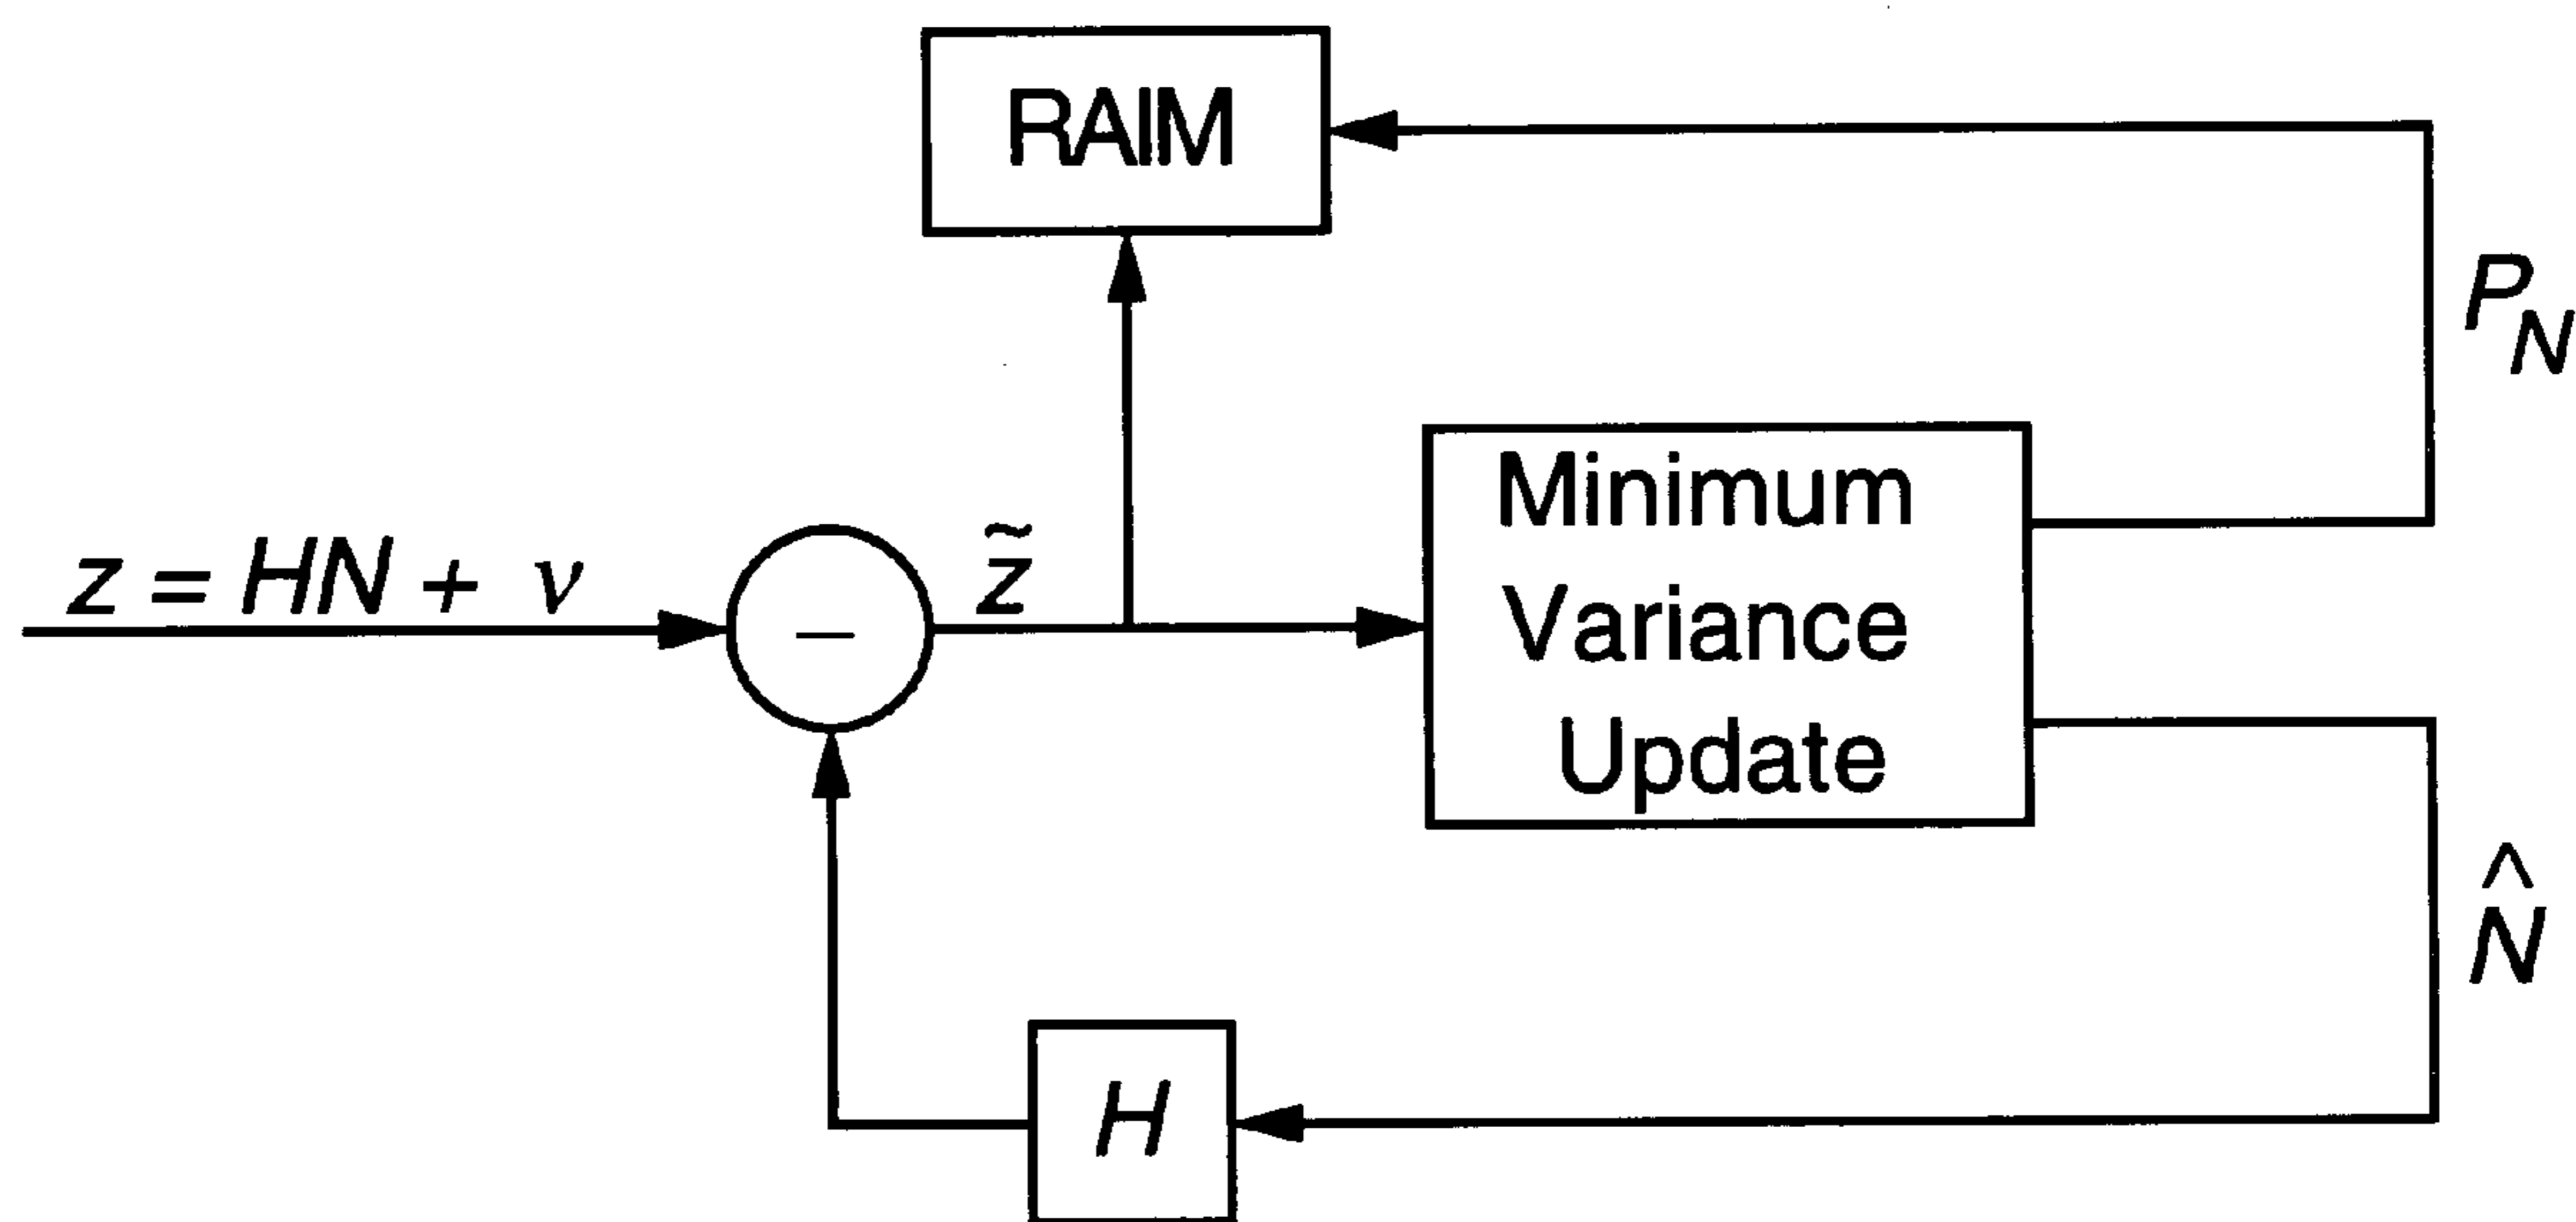 RAIM
P_N
z = HN + ν
z̃
Minimum
Variance
Update
N̂
H
−